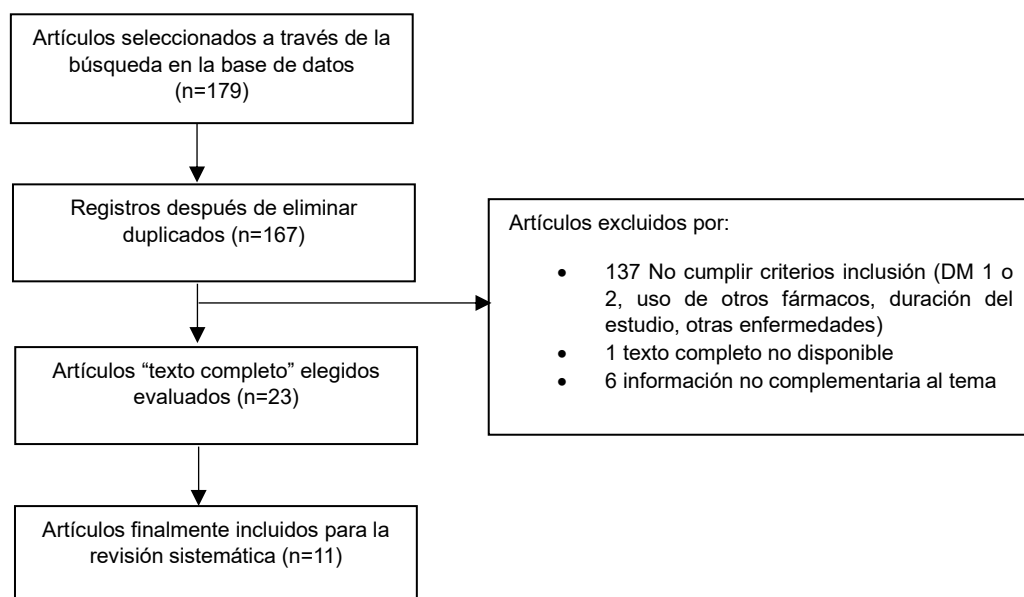 Artículos seleccionados a través de la
búsqueda en la base de datos
(n=179)
Registros después de eliminar
duplicados (n=167)
Artículos excluidos por:
• 137 No cumplir criterios inclusión (DM 1 o
2, uso de otros fármacos, duración del
estudio, otras enfermedades)
• 1 texto completo no disponible
• 6 información no complementaria al tema
Artículos “texto completo” elegidos
evaluados (n=23)
Artículos finalmente incluidos para la
revisión sistemática (n=11)